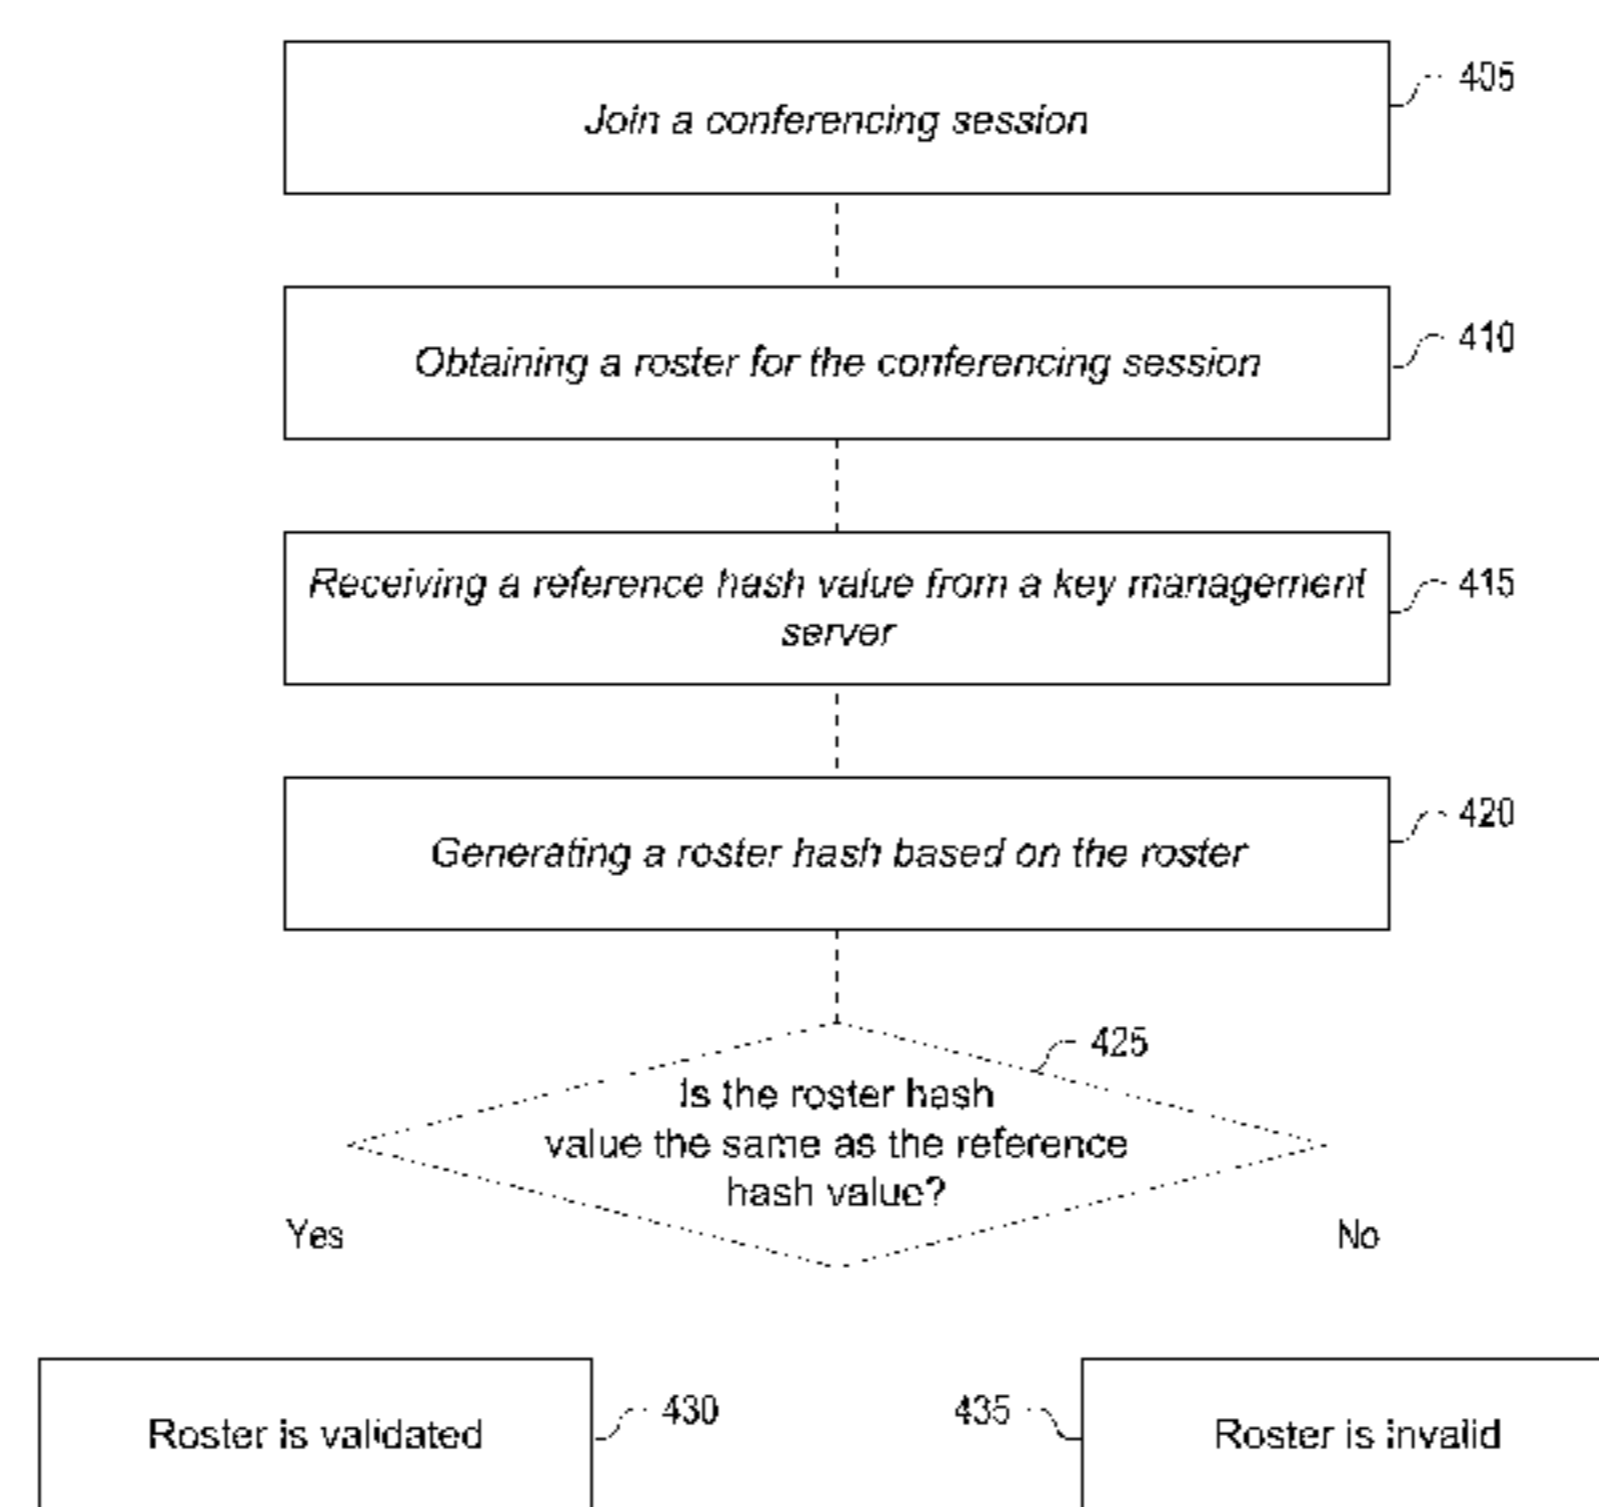 405
Join a conferencing session
410
Obtaining a roster for the conferencing session
415
Receiving a reference hash value from a key management
server
420
Generating a roster hash based on the roster
425
Is the roster hash
value the same as the reference
hash value?
Yes
No
430
435
Roster is validated
Roster is invalid